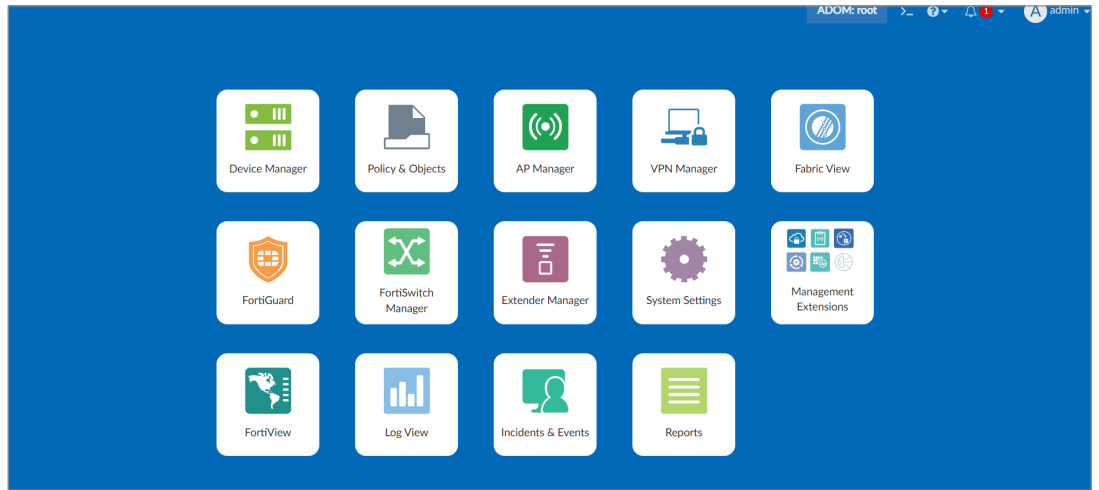 ADOM: root >_ ? 1 A admin
Device Manager
Policy & Objects
AP Manager
VPN Manager
Fabric View
FortiGuard
FortiSwitch
Manager
Extender Manager
System Settings
Management
Extensions
FortiView
Log View
Incidents & Events
Reports